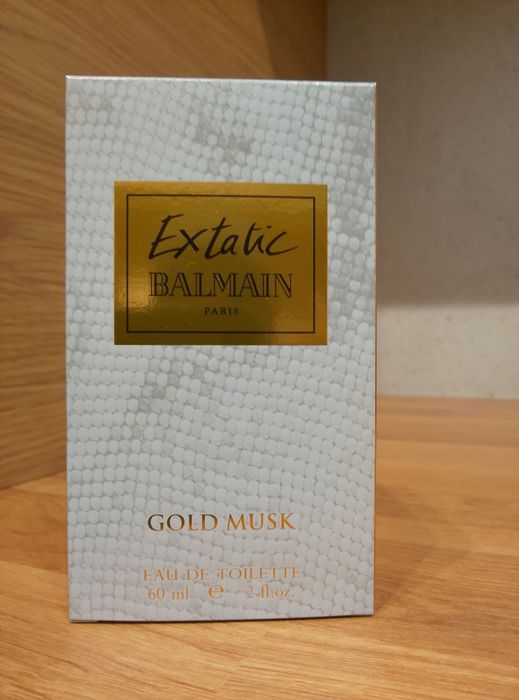 Extatic
BALMAIN
PARIS
GOLD MUSK
EAU DE TOILETTE
60 ml ℮ 2 fl.oz.